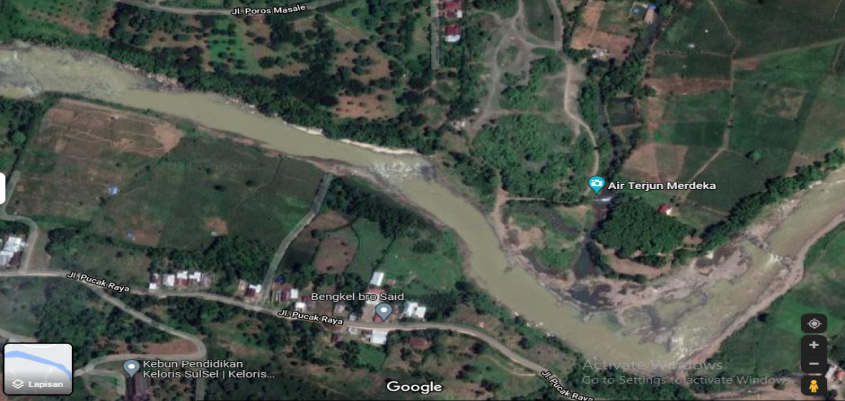 Jl. Poros Masale
Air Terjun Merdeka
Jl. Pucak Raya
Bengkel bro Said
Jl. Pucak Raya
Kebun Pendidikan
Keloris SulSel | Keloris...
Lapisan
Google
Activate Windows
Go to Settings to activate Windows.
Jl. Pucak Raya